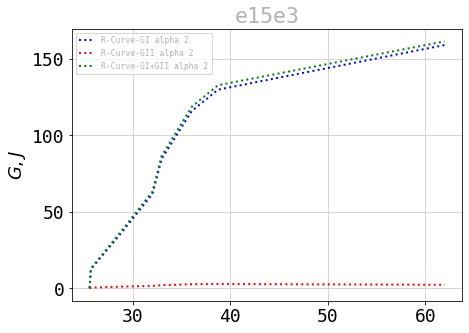 e15e3
R-Curve-GI alpha 2
R-Curve-GII alpha 2
R-Curve-GI+GII alpha 2
G, J
150
100
50
0
30 40 50 60